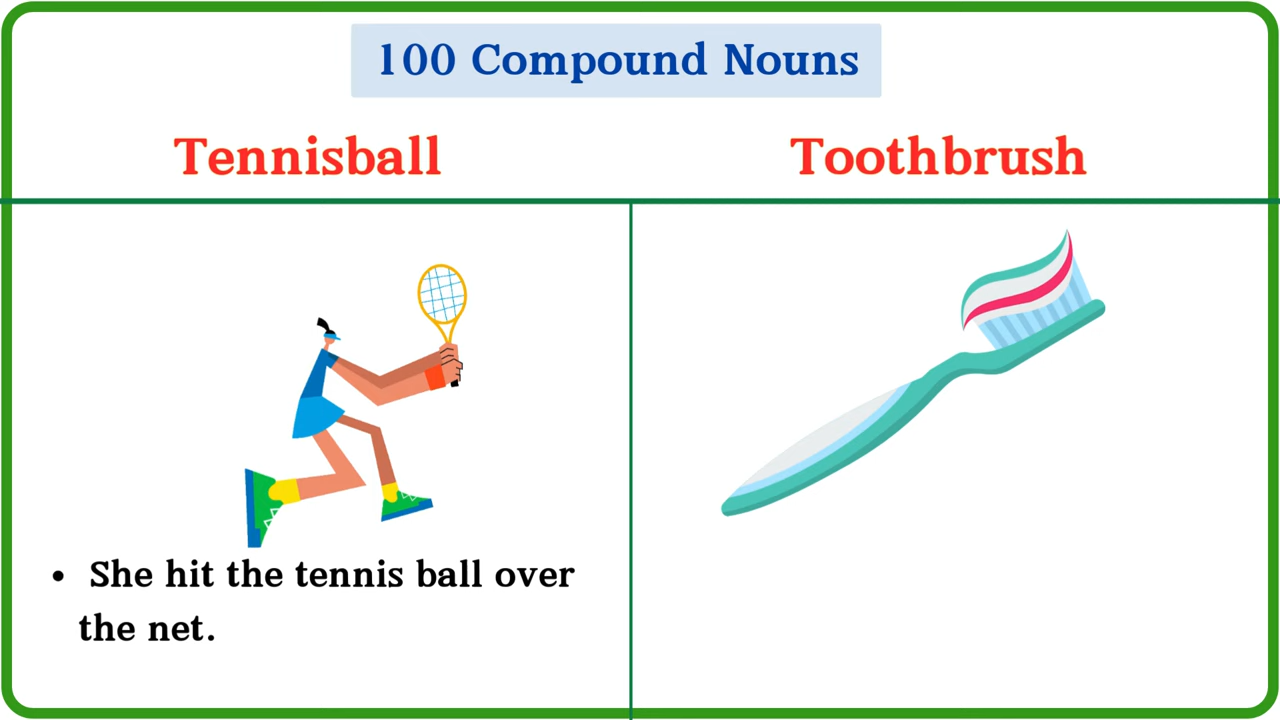 100 Compound Nouns
Tennisball
Toothbrush
• She hit the tennis ball over
the net.